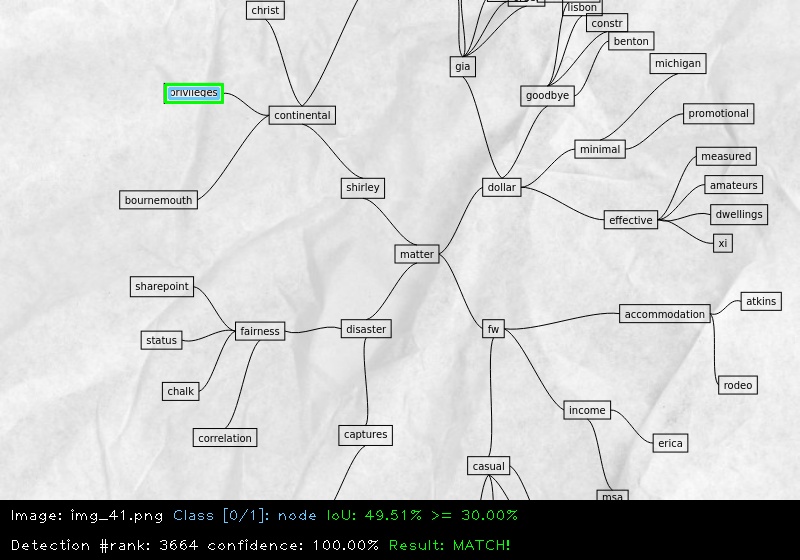 christ
lisbon
constr
benton
gia
michigan
privileges
goodbye
continental
promotional
minimal
measured
shirley
dollar
amateurs
bournemouth
effective
dwellings
xi
matter
sharepoint
atkins
accommodation
fairness
disaster
fw
status
rodeo
chalk
income
correlation
captures
erica
casual
msa
Image: img_41.png Class [0/1]: node IoU: 49.51% >= 30.00%
Detection #rank: 3664 confidence: 100.00% Result: MATCH!